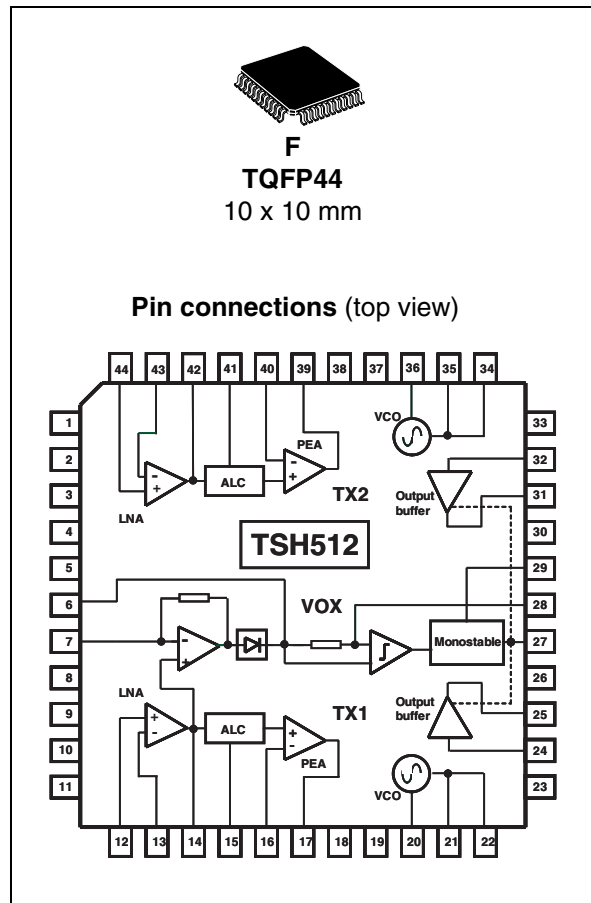 F
TQFP44
10 x 10 mm
Pin connections (top view)
44 43 42 41 40 39 38 37 36 35 34
1
2
3
4
5
6
7
8
9
10
11
33
32
31
30
29
28
27
26
25
24
23
VCO
PEA
-
+
-
+
ALC
LNA
TX2
Output
buffer
TSH512
VOX
-
+
Monostable
LNA
+
-
ALC
+
-
PEA
TX1
Output
buffer
VCO
12 13 14 15 16 17 18 19 20 21 22